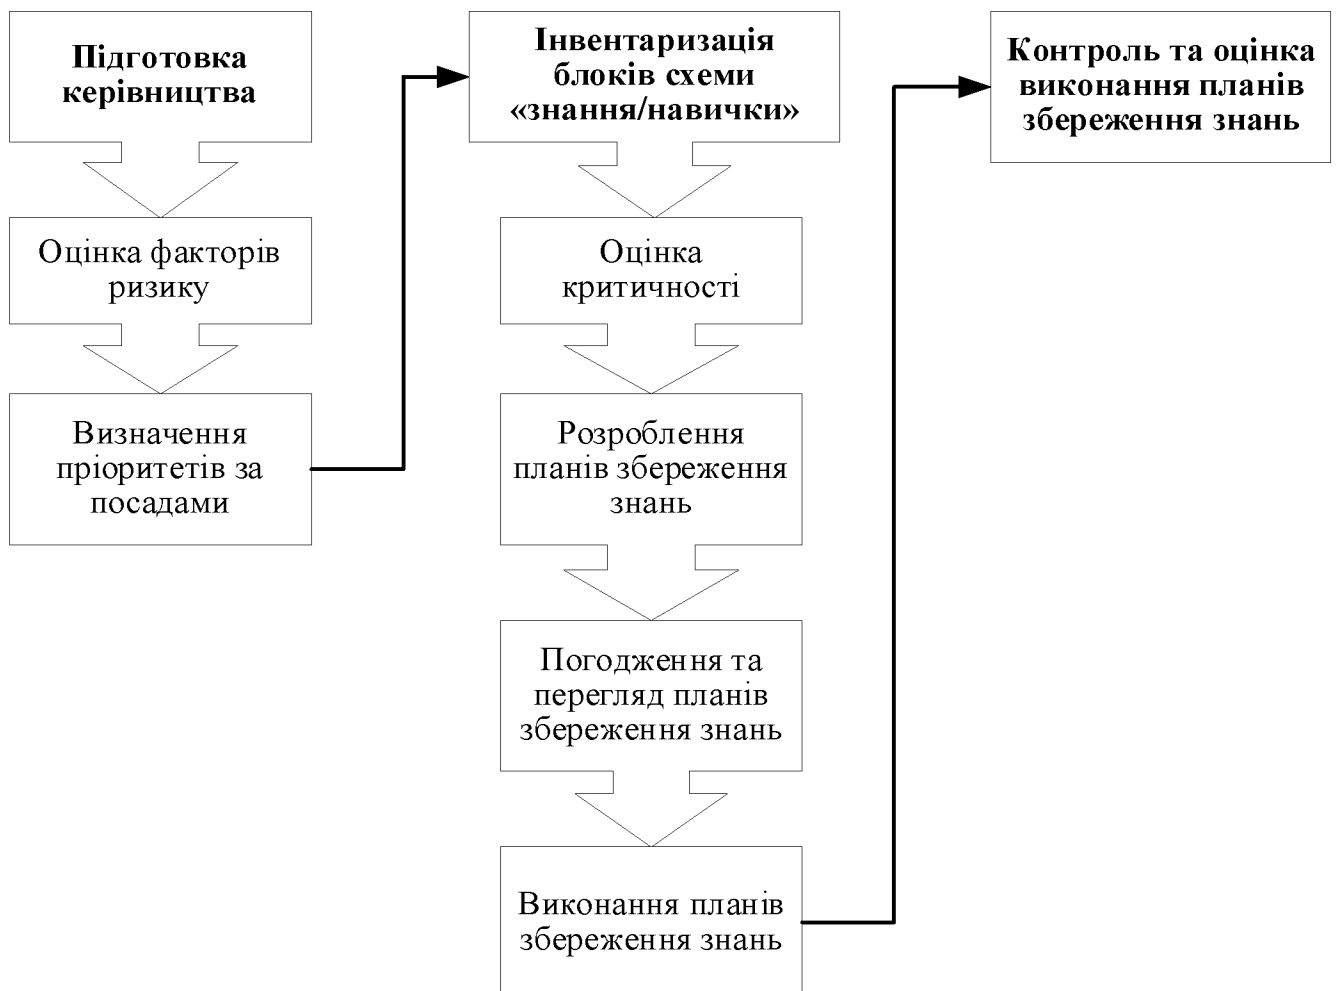 Підготовка
керівництва
Оцінка факторів
ризику
Визначення
пріоритетів за
посадами
Інвентаризація
блоків схеми
«знання/навички»
Оцінка
критичності
Розроблення
планів збереження
знань
Погодження та
перегляд планів
збереження знань
Виконання планів
збереження знань
Контроль та оцінка
виконання планів
збереження знань